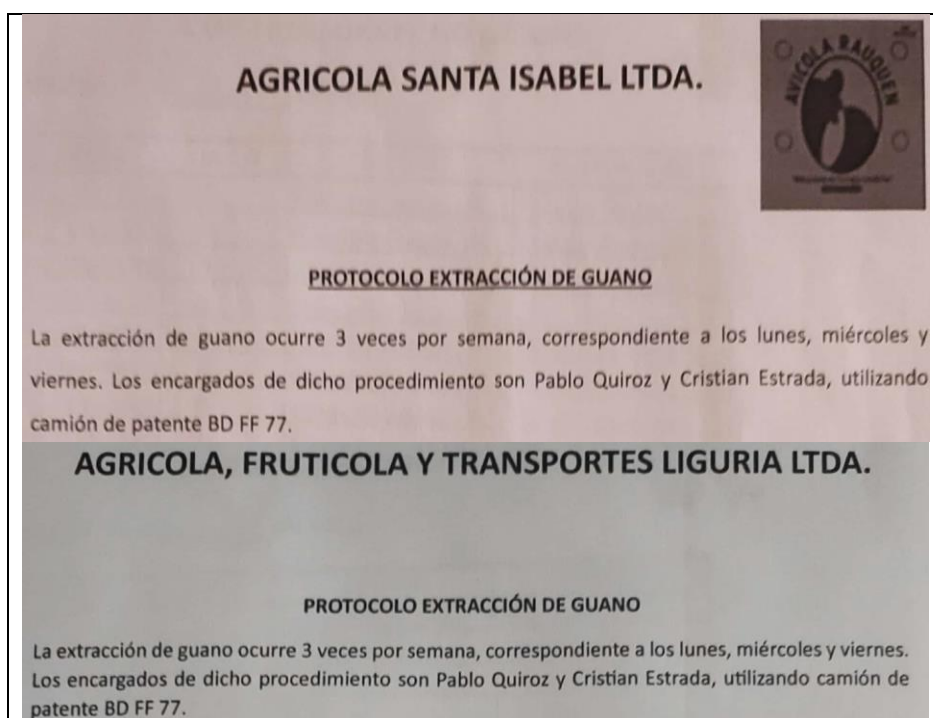 AGRICOLA SANTA ISABEL LTDA.
AVICOLA RAUQUEN
PROTOCOLO EXTRACCIÓN DE GUANO
La extracción de guano ocurre 3 veces por semana, correspondiente a los lunes, miércoles y
viernes. Los encargados de dicho procedimiento son Pablo Quiroz y Cristian Estrada, utilizando
camión de patente BD FF 77.
AGRICOLA, FRUTICOLA Y TRANSPORTES LIGURIA LTDA.
PROTOCOLO EXTRACCIÓN DE GUANO
La extracción de guano ocurre 3 veces por semana, correspondiente a los lunes, miércoles y viernes.
Los encargados de dicho procedimiento son Pablo Quiroz y Cristian Estrada, utilizando camión de
patente BD FF 77.